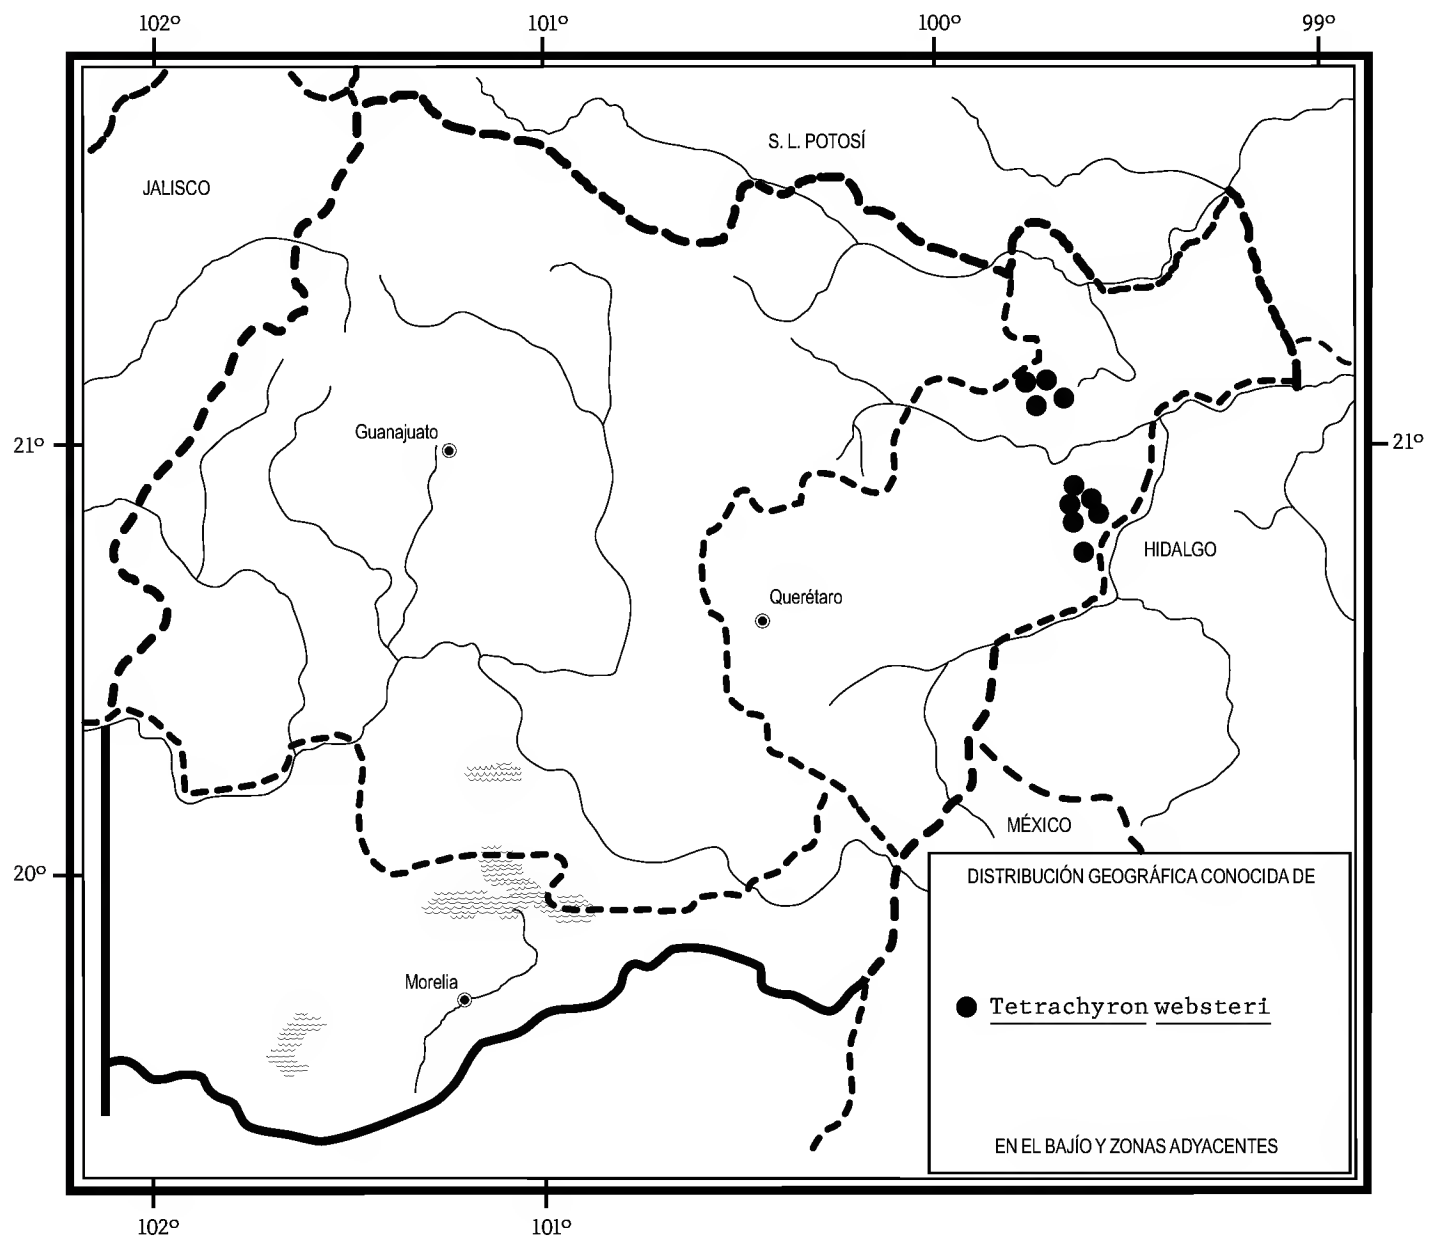 102º 101º 100º 99º
S. L. POTOSÍ
JALISCO
Guanajuato
21º 21º
HIDALGO
Querétaro
MÉXICO
20º
DISTRIBUCIÓN GEOGRÁFICA CONOCIDA DE
Morelia
Tetrachyron websteri
EN EL BAJÍO Y ZONAS ADYACENTES
102º 101º